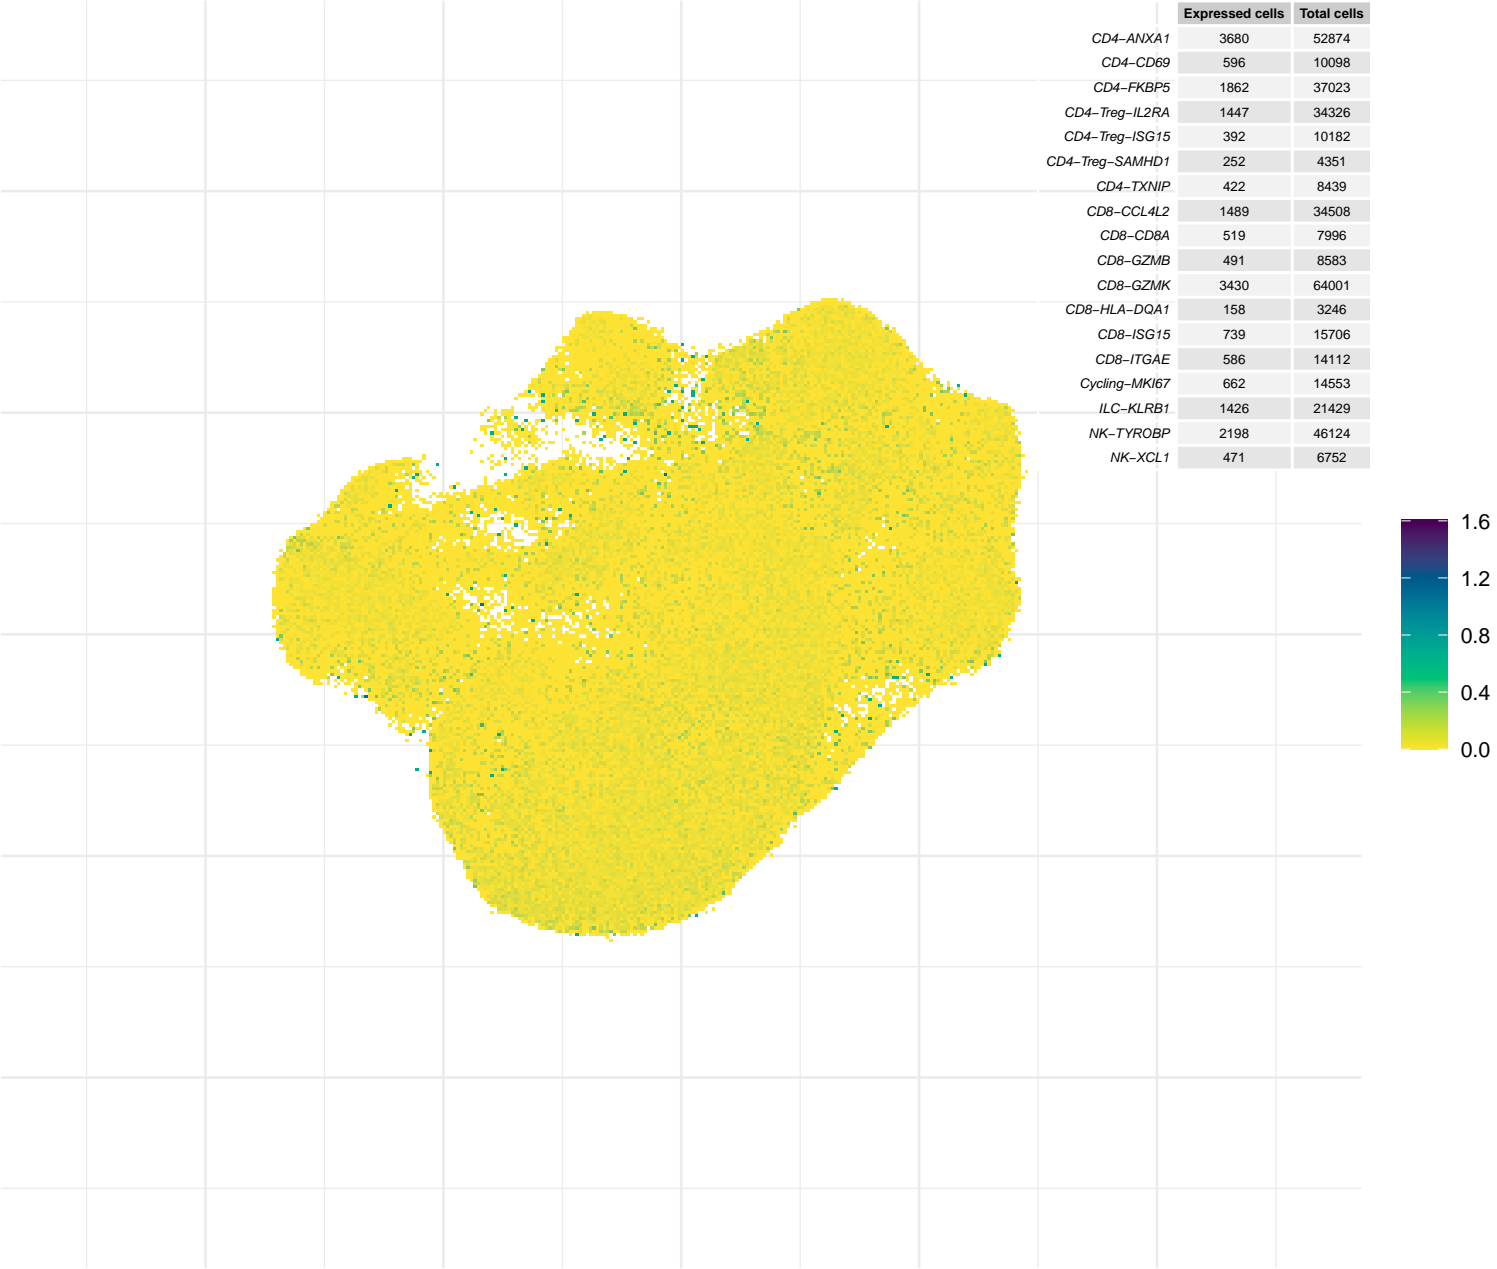 Expressed cells Total cells
CD4−ANXA1 3680 52874
CD4−CD69 596 10098
CD4−FKBP5 1862 37023
CD4−Treg−IL2RA 1447 34326
CD4−Treg−ISG15 392 10182
CD4−Treg−SAMHD1 252 4351
CD4−TXNIP 422 8439
CD8−CCL4L2 1489 34508
CD8−CD8A 519 7996
CD8−GZMB 491 8583
CD8−GZMK 3430 64001
CD8−HLA−DQA1 158 3246
CD8−ISG15 739 15706
CD8−ITGAE 586 14112
Cycling−MKI67 662 14553
ILC−KLRB1 1426 21429
NK−TYROBP 2198 46124
NK−XCL1 471 6752
1.6
1.2
0.8
0.4
0.0